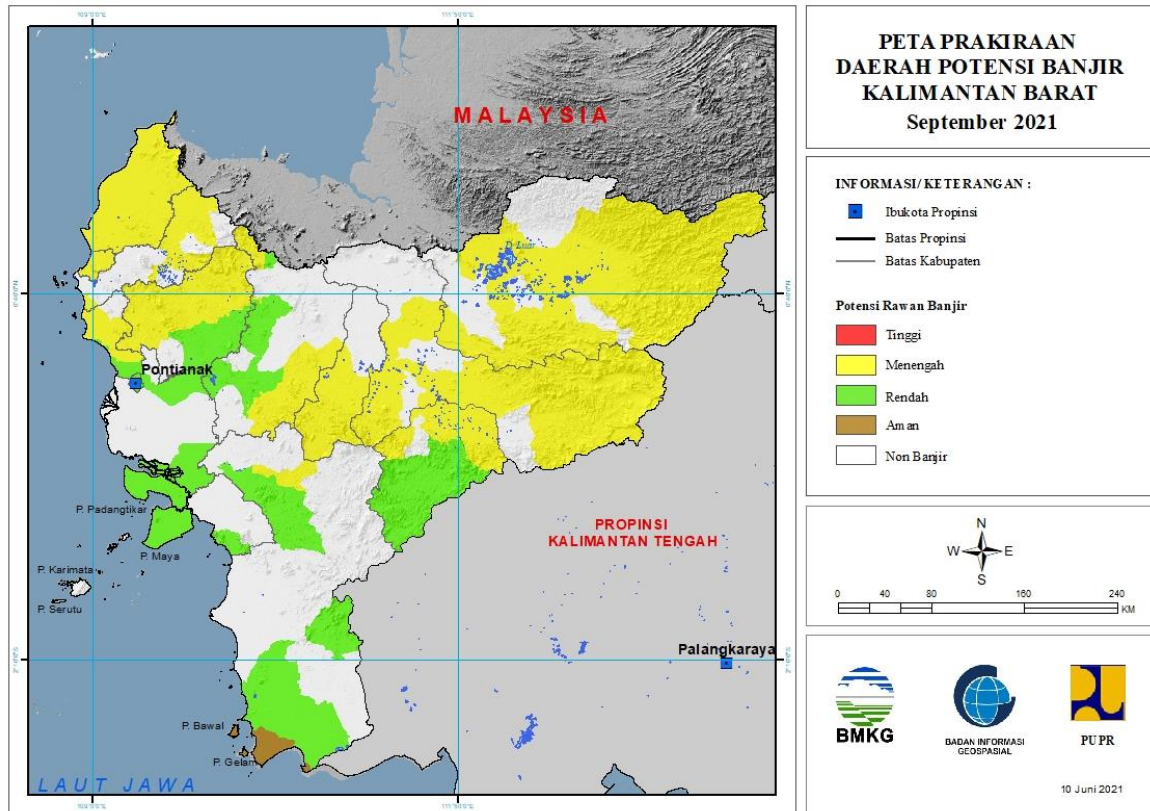 PETA PRAKIRAAN
DAERAH POTENSI BANJIR
KALIMANTAN BARAT
September 2021
INFORMASI/ KETERANGAN :
Ibukota Propinsi
Batas Propinsi
Batas Kabupaten
Potensi Rawan Banjir
Tinggi
Menengah
Rendah
Aman
Non Banjir
N
W E
S
0 40 80 160 240
KM
BMKG
BADAN INFORMASI
GEOSPASIAL
PUPR
10 Juni 2021
MALAYSIA
D. Luar
Pontianak
P. Padangtikar
P. Maya
P. Karimata
P. Serutu
PROPINSI
KALIMANTAN TENGAH
Palangkaraya
P. Bawal
P. Gelam
LAUT JAWA